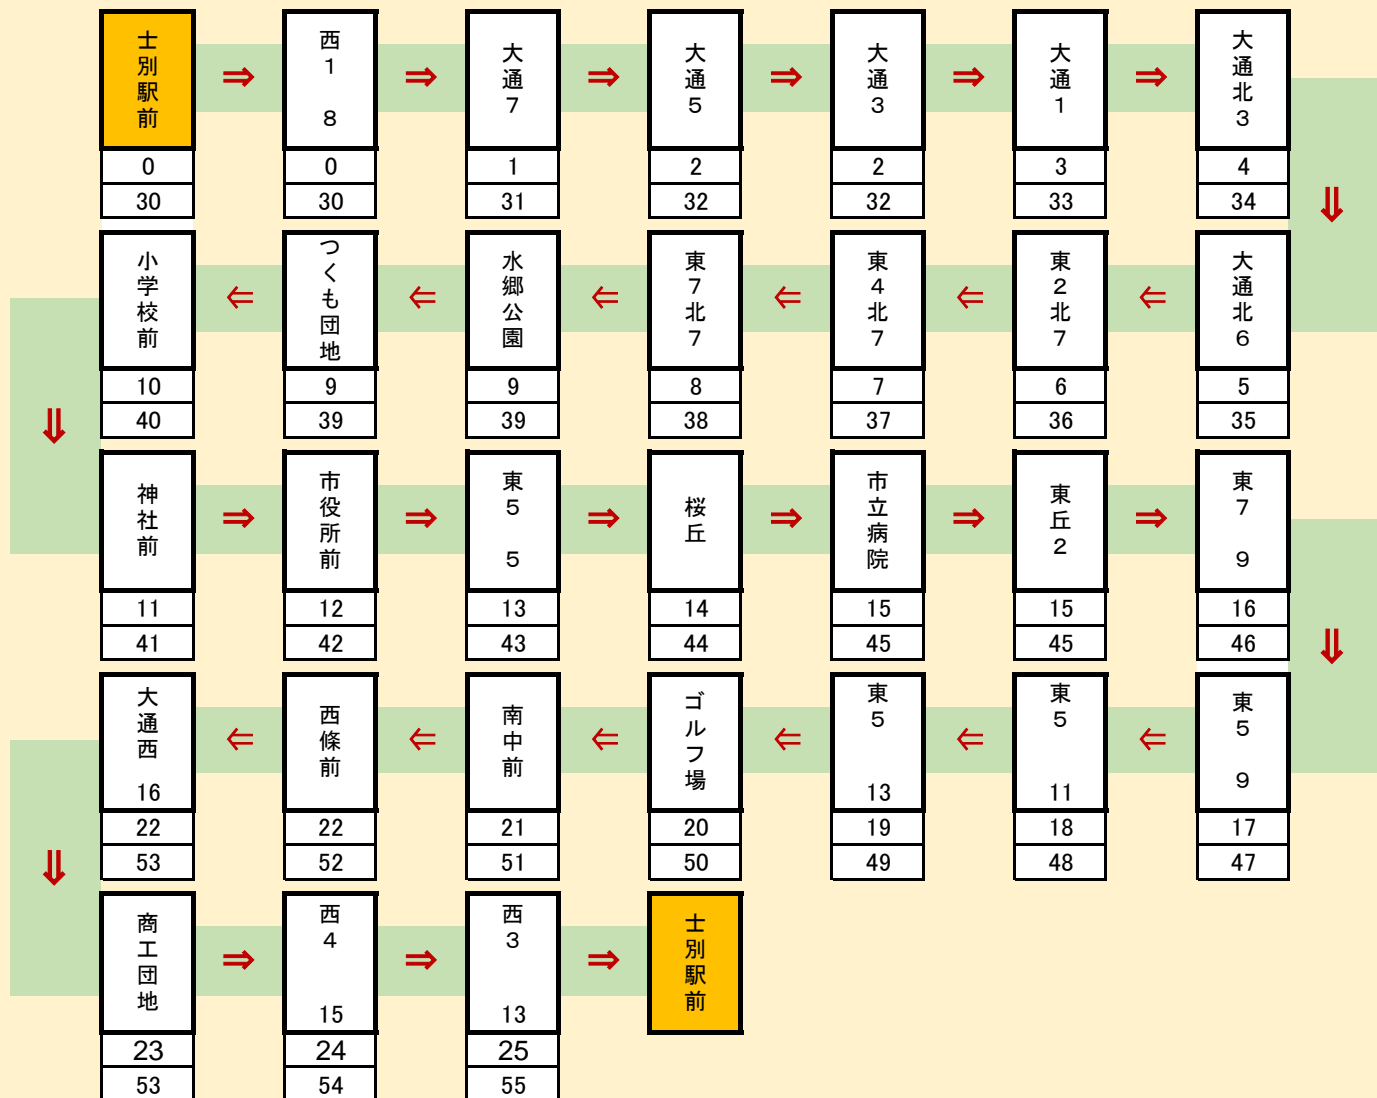 士別駅前 ⇒ 西1 8 ⇒ 大通7 ⇒ 大通5 ⇒ 大通3 ⇒ 大通1 ⇒ 大通北3
0 0 1 2 2 3 4
30 30 31 32 32 33 34
⇓
小学校前 ⇐ つくも団地 ⇐ 水郷公園 ⇐ 東7北7 ⇐ 東4北7 ⇐ 東2北7 ⇐ 大通北6
10 9 9 8 7 6 5
40 39 39 38 37 36 35
⇓
神社前 ⇒ 市役所前 ⇒ 東5 5 ⇒ 桜丘 ⇒ 市立病院 ⇒ 東丘2 ⇒ 東7 9
11 12 13 14 15 15 16
41 42 43 44 45 45 46
⇓
大通西 16 ⇐ 西條前 ⇐ 南中前 ⇐ ゴルフ場 ⇐ 東5 13 ⇐ 東5 11 ⇐ 東5 9
22 22 21 20 19 18 17
53 52 51 50 49 48 47
⇓
商工団地 ⇒ 西4 15 ⇒ 西3 13 ⇒ 士別駅前
23 24 25
53 54 55